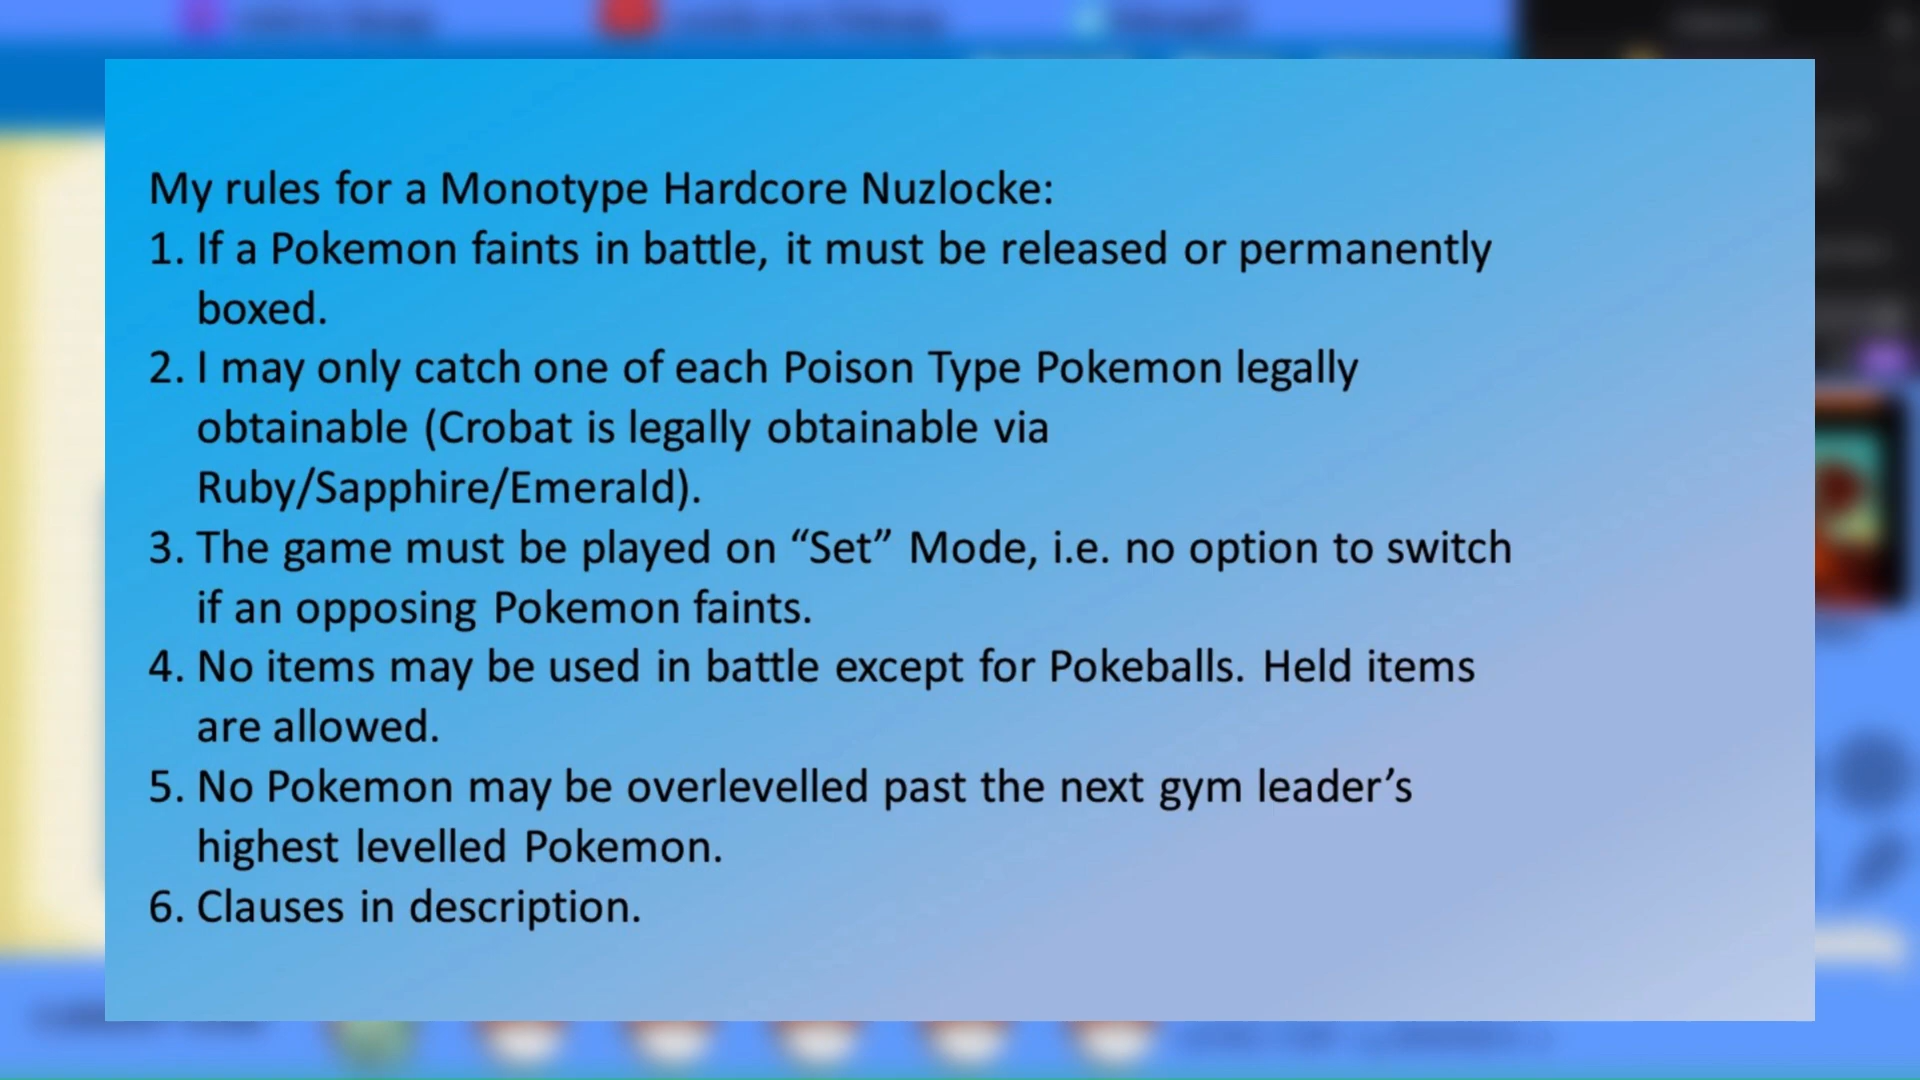 My rules for a Monotype Hardcore Nuzlocke:
1. If a Pokemon faints in battle, it must be released or permanently
boxed.
2. I may only catch one of each Poison Type Pokemon legally
obtainable (Crobat is legally obtainable via
Ruby/Sapphire/Emerald).
3. The game must be played on “Set” Mode, i.e. no option to switch
if an opposing Pokemon faints.
4. No items may be used in battle except for Pokeballs. Held items
are allowed.
5. No Pokemon may be overlevelled past the next gym leader’s
highest levelled Pokemon.
6. Clauses in description.